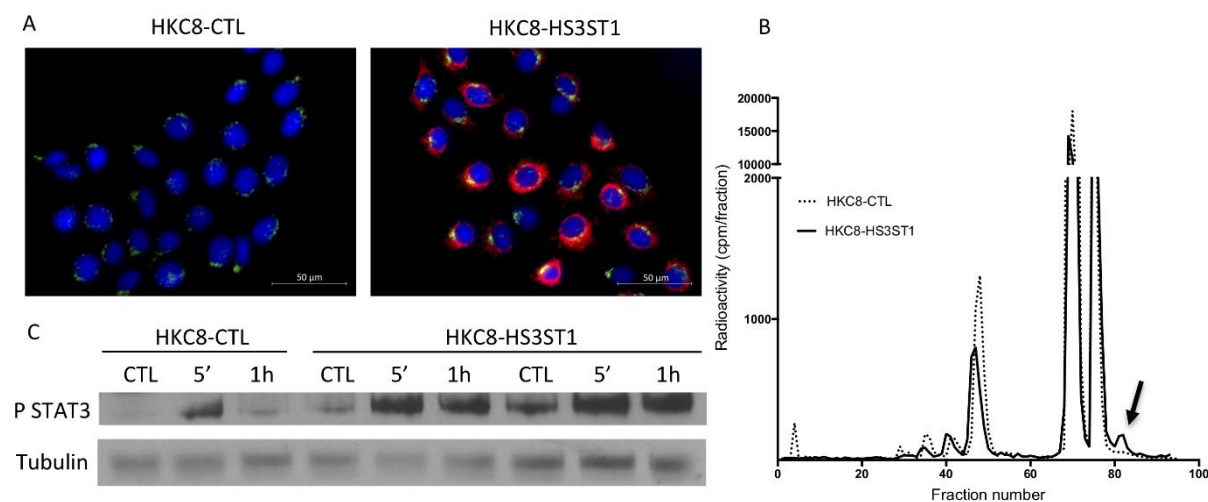 A
HKC8-CTL
HKC8-HS3ST1
50 µm
50 µm
B
20000
15000
10000
2000
1000
0
0 20 40 60 80 100
HKC8-CTL
HKC8-HS3ST1
Radioactivity (cpm/fraction)
Fraction number
C
HKC8-CTL
HKC8-HS3ST1
CTL 5’ 1h CTL 5’ 1h CTL 5’ 1h
P STAT3
Tubulin